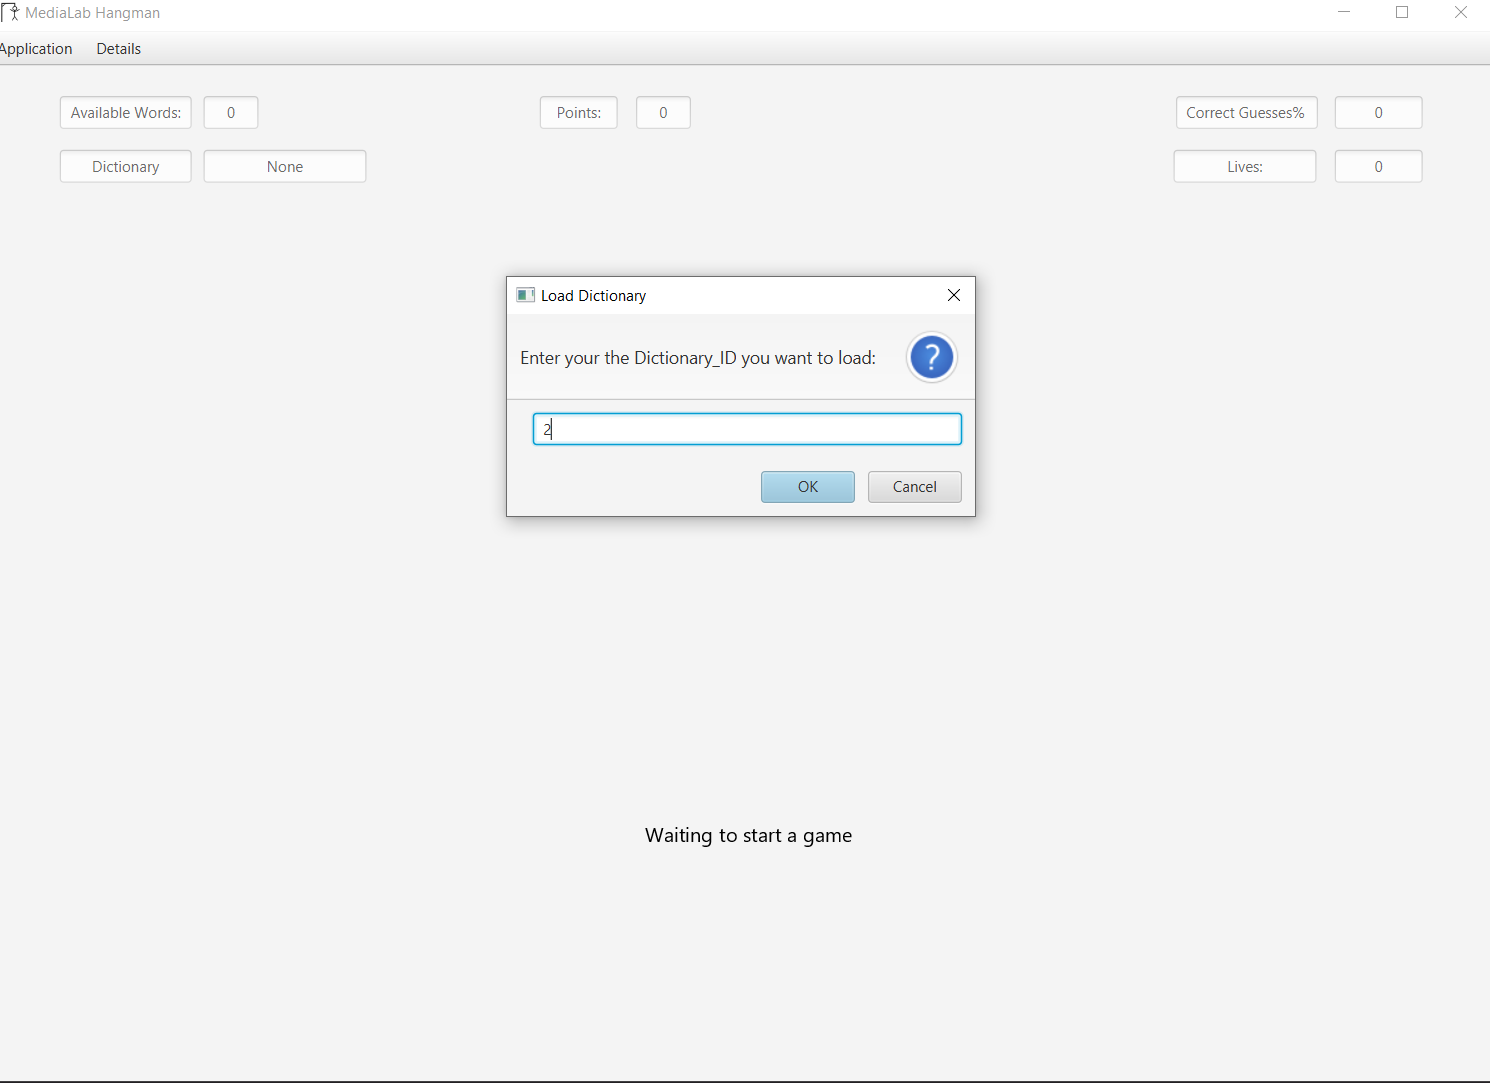 MediaLab Hangman
Application Details
Available Words: 0 Points: 0 Correct Guesses% 0
Dictionary None Lives: 0
Load Dictionary
Enter your the Dictionary_ID you want to load:
?
2
OK Cancel
Waiting to start a game